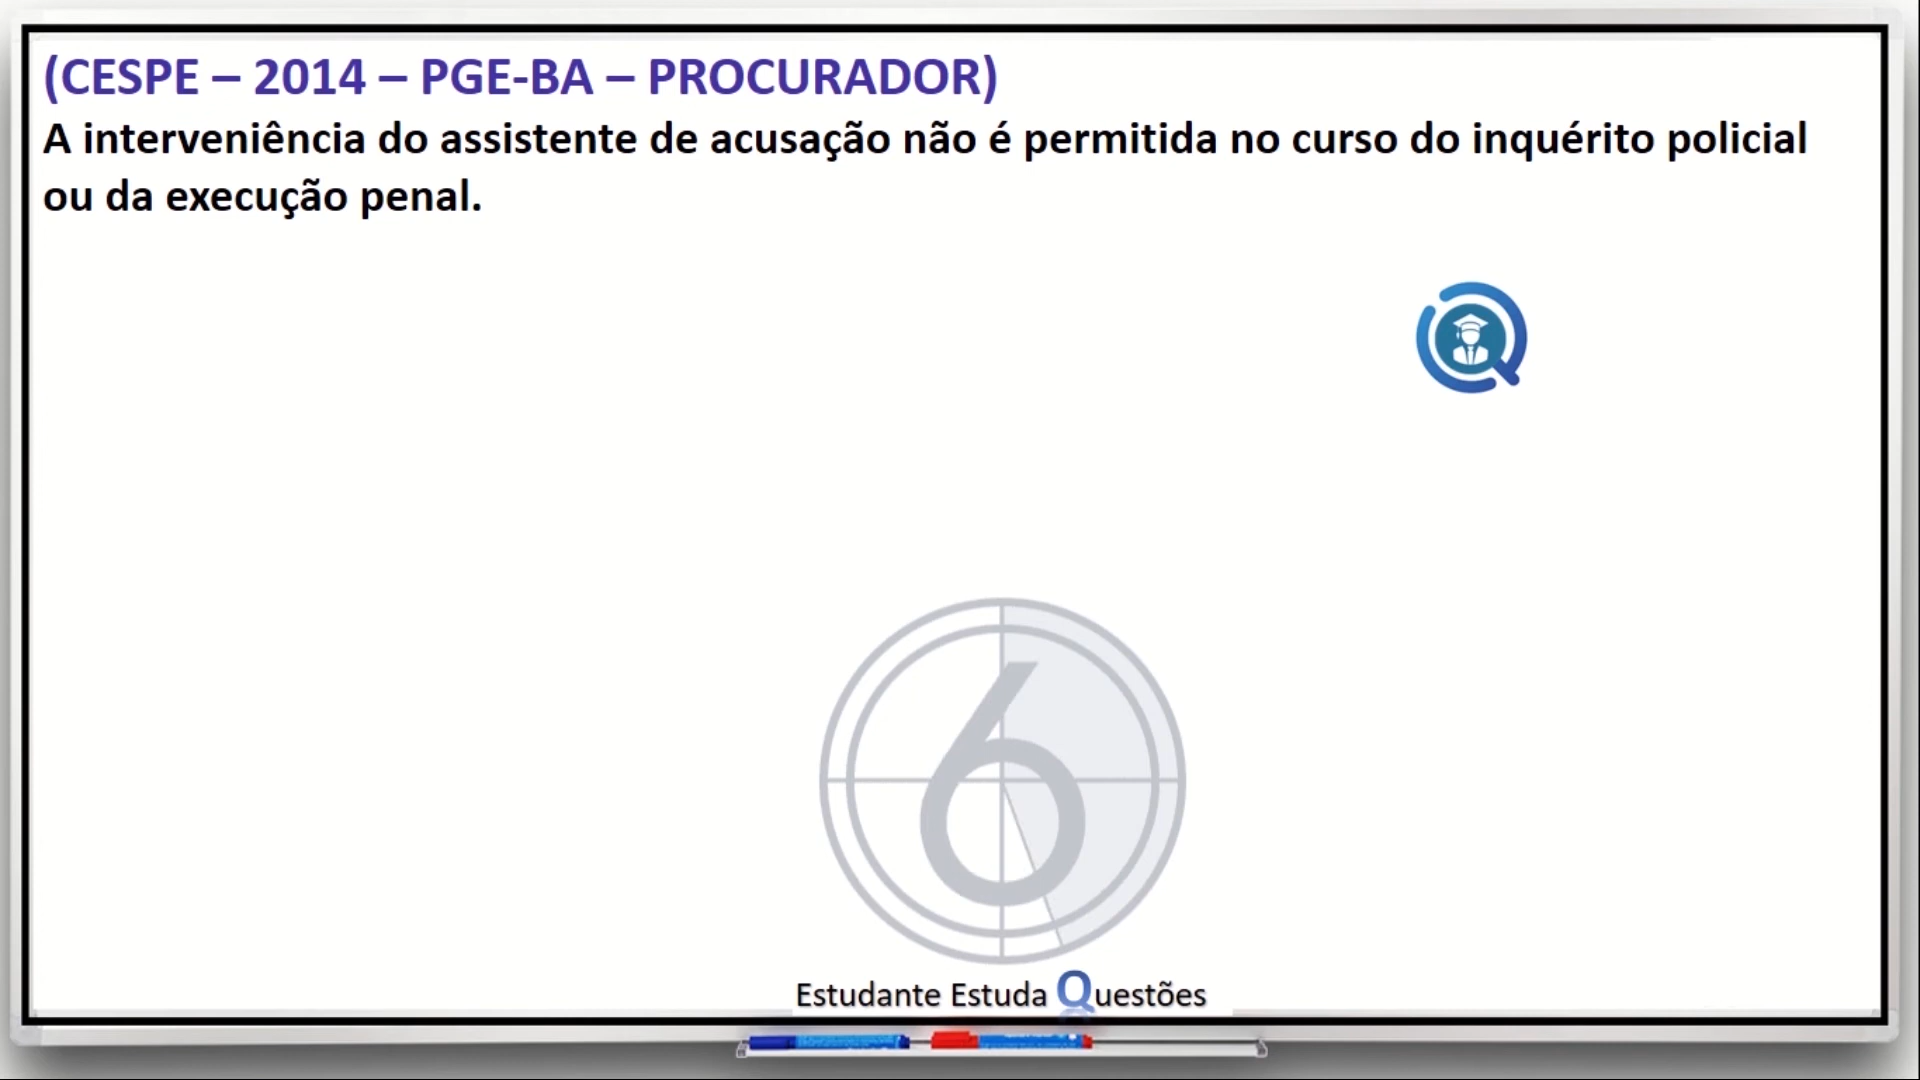 (CESPE – 2014 – PGE-BA – PROCURADOR)
A interveniência do assistente de acusação não é permitida no curso do inquérito policial
ou da execução penal.
6
Estudante Estuda Questões